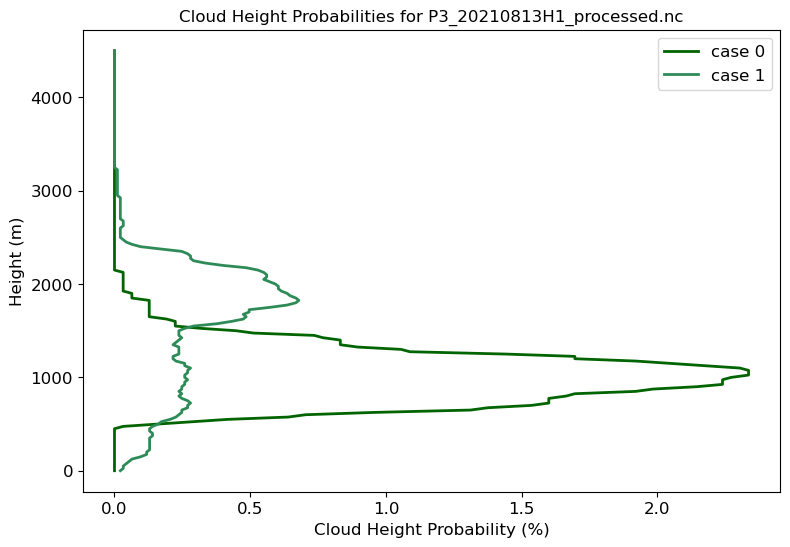 Cloud Height Probabilities for P3_20210813H1_processed.nc
case 0
case 1
4000
3000
2000
1000
0
Height (m)
0.0
0.5
1.0
1.5
2.0
Cloud Height Probability (%)